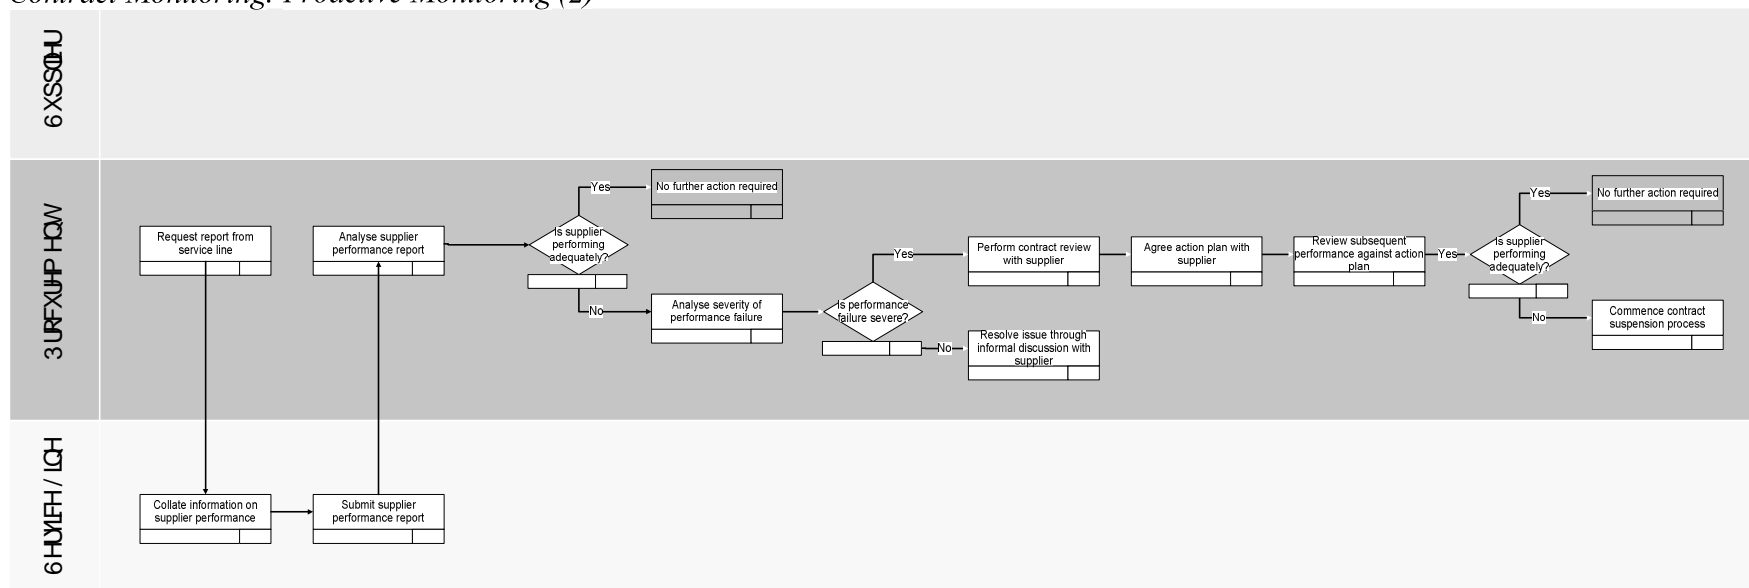 Contract Monitoring: Proactive Monitoring (2)
6XSSOLHU
3URFXUHPHQW
6HUYLFH/LQH
Request report from
service line
Analyse supplier
performance report
Is supplier
performing
adequately?
Yes
No further action required
No
Analyse severity of
performance failure
Is performance
failure severe?
Yes
Perform contract review
with supplier
Agree action plan with
supplier
Review subsequent
performance against action
plan
Yes
Is supplier
performing
adequately?
Yes
No further action required
No
Commence contract
suspension process
No
Resolve issue through
informal discussion with
supplier
Collate information on
supplier performance
Submit supplier
performance report